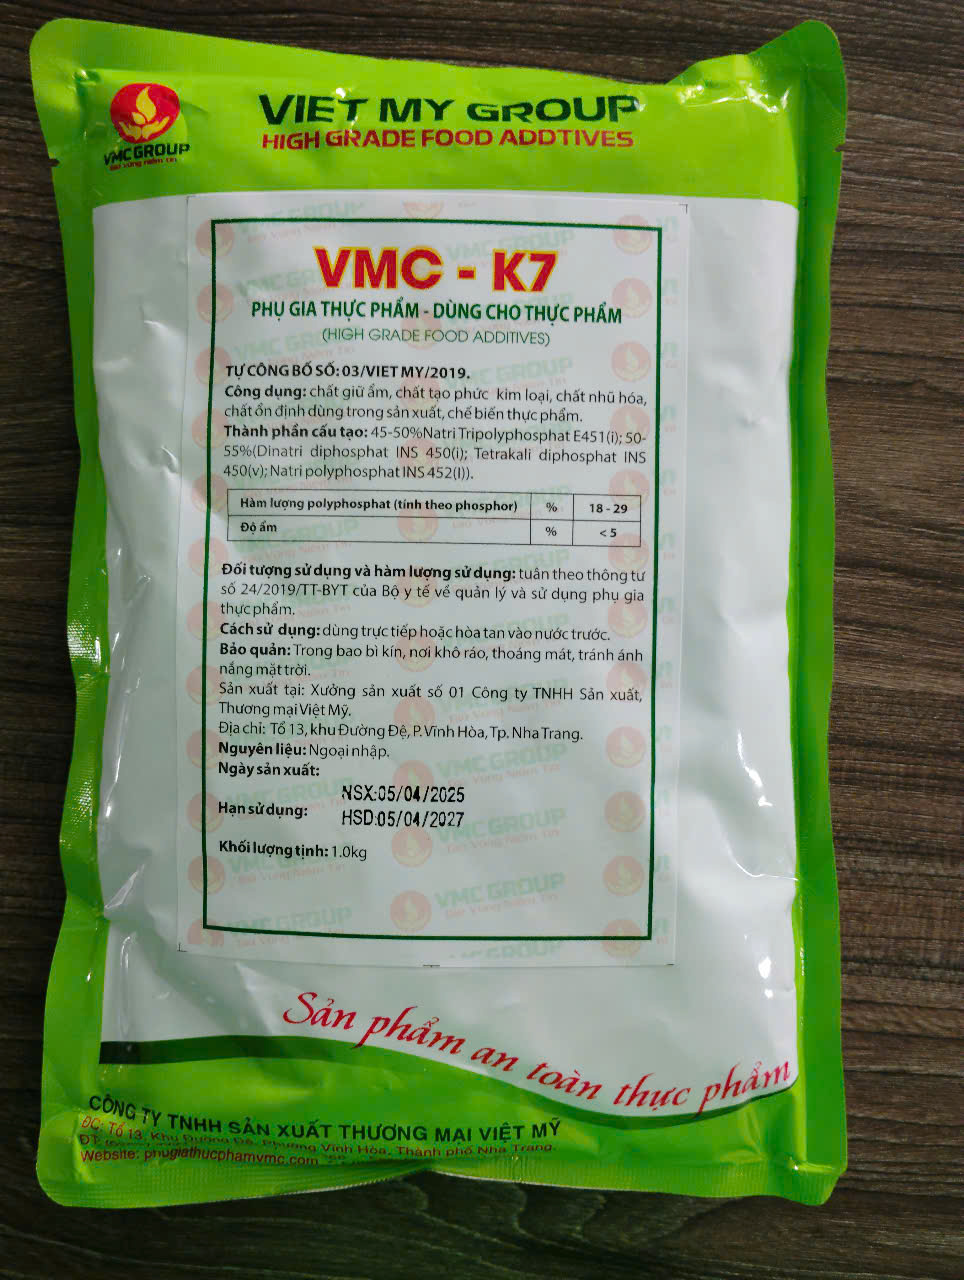 VMC GROUP
Tạo Vững Niềm Tin
VIET MY GROUP
HIGH GRADE FOOD ADDTIVES
VMC - K7
PHỤ GIA THỰC PHẨM - DÙNG CHO THỰC PHẨM
(HIGH GRADE FOOD ADDITIVES)
TỰ CÔNG BỐ SỐ: 03/VIET MY/2019.
Công dụng: chất giữ ẩm, chất tạo phức kim loại, chất nhũ hóa,
chất ổn định dùng trong sản xuất, chế biến thực phẩm.
Thành phần cấu tạo: 45-50%Natri Tripolyphosphat E451(i); 50-
55%(Dinatri diphosphat INS 450(i); Tetrakali diphosphat INS
450(v); Natri polyphosphat INS 452(I)).
Hàm lượng polyphosphat (tính theo phosphor) % 18 - 29
Độ ẩm % < 5
Đối tượng sử dụng và hàm lượng sử dụng: tuân theo thông tư
số 24/2019/TT-BYT của Bộ y tế về quản lý và sử dụng phụ gia
thực phẩm.
Cách sử dụng: dùng trực tiếp hoặc hòa tan vào nước trước.
Bảo quản: Trong bao bì kín, nơi khô ráo, thoáng mát, tránh ánh
nắng mặt trời.
Sản xuất tại: Xưởng sản xuất số 01 Công ty TNHH Sản xuất,
Thương mại Việt Mỹ.
Địa chỉ: Tổ 13, khu Đường Đệ, P. Vĩnh Hòa, Tp. Nha Trang.
Nguyên liệu: Ngoại nhập.
Ngày sản xuất:
NSX:05/04/2025
Hạn sử dụng:
HSD:05/04/2027
Khối lượng tịnh: 1.0kg
Sản phẩm an toàn thực phẩm
CÔNG TY TNHH SẢN XUẤT THƯƠNG MẠI VIỆT MỸ
ĐC: Tổ 13, Khu Đường Đệ, Phường Vĩnh Hòa, Thành phố Nha Trang.
ĐT:
Website: phugiathucphamvmc.com